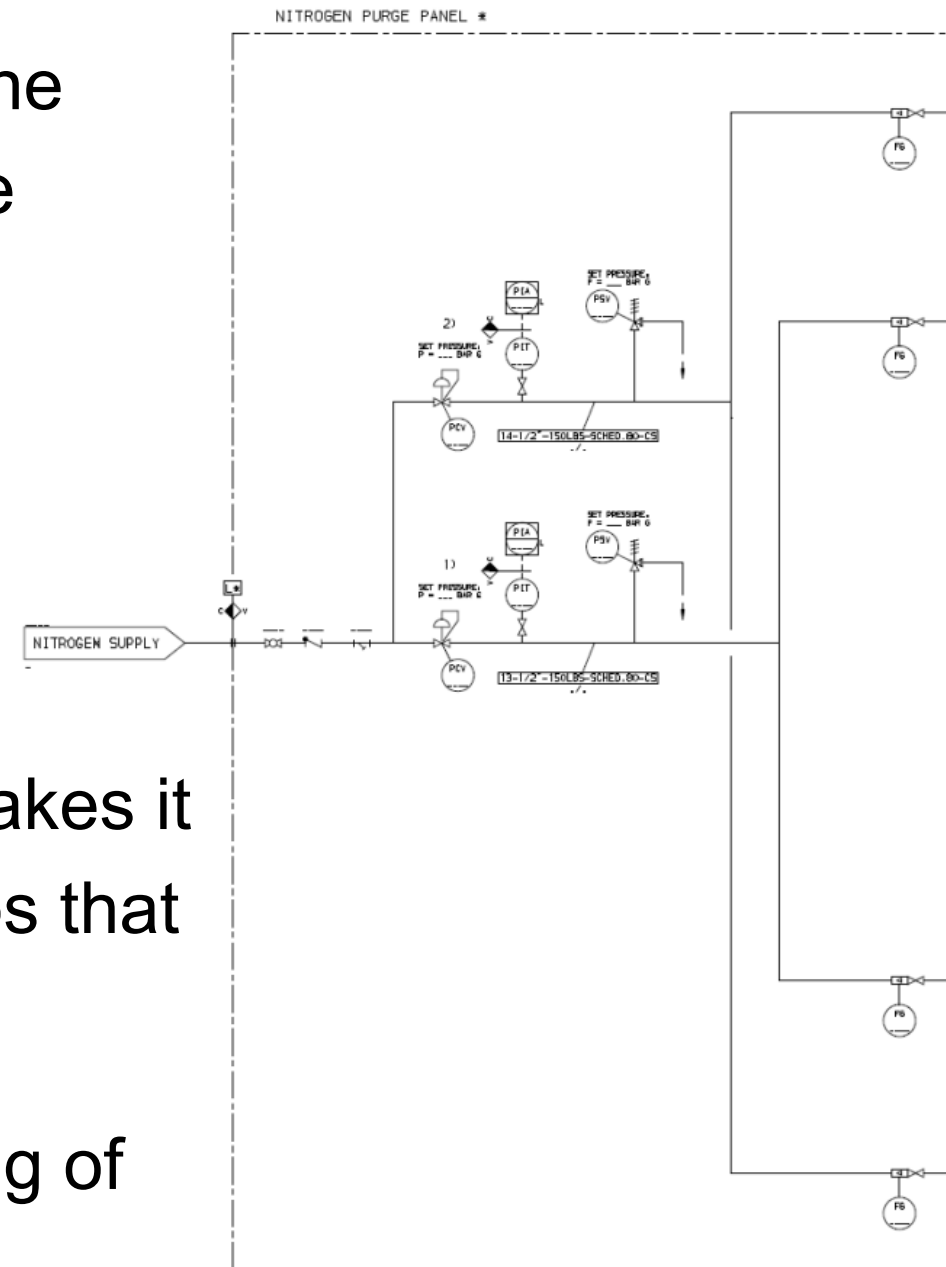 NITROGEN PURGE PANEL *
ne
e
FG
SET PRESSURE,
P = ___ BAR G
PIA
L
PSV
2)
C
V
SET PRESSURE,
P = ___ BAR G
PIT
FG
PCV
14-1/2"-150LBS-SCHED.80-CS
SET PRESSURE,
P = ___ BAR G
PIA
L
PSV
1)
C
V
SET PRESSURE,
P = ___ BAR G
PIT
L*
C V
NITROGEN SUPPLY
PCV
13-1/2"-150LBS-SCHED.80-CS
akes it
s that
FG
g of
FG